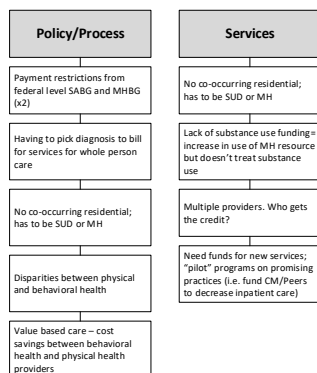 Policy/Process
Payment restrictions from
federal level SABG and MHBG
(x2)
Having to pick diagnosis to bill
for services for whole person
care
No co-occurring residential;
has to be SUD or MH
Disparities between physical
and behavioral health
Value based care – cost
savings between behavioral
health and physical health
providers
Services
No co-occurring residential;
has to be SUD or MH
Lack of substance use funding=
increase in use of MH resource
but doesn't treat substance
use
Multiple providers. Who gets
the credit?
Need funds for new services;
"pilot" programs on promising
practices (i.e. fund CM/Peers
to decrease inpatient care)